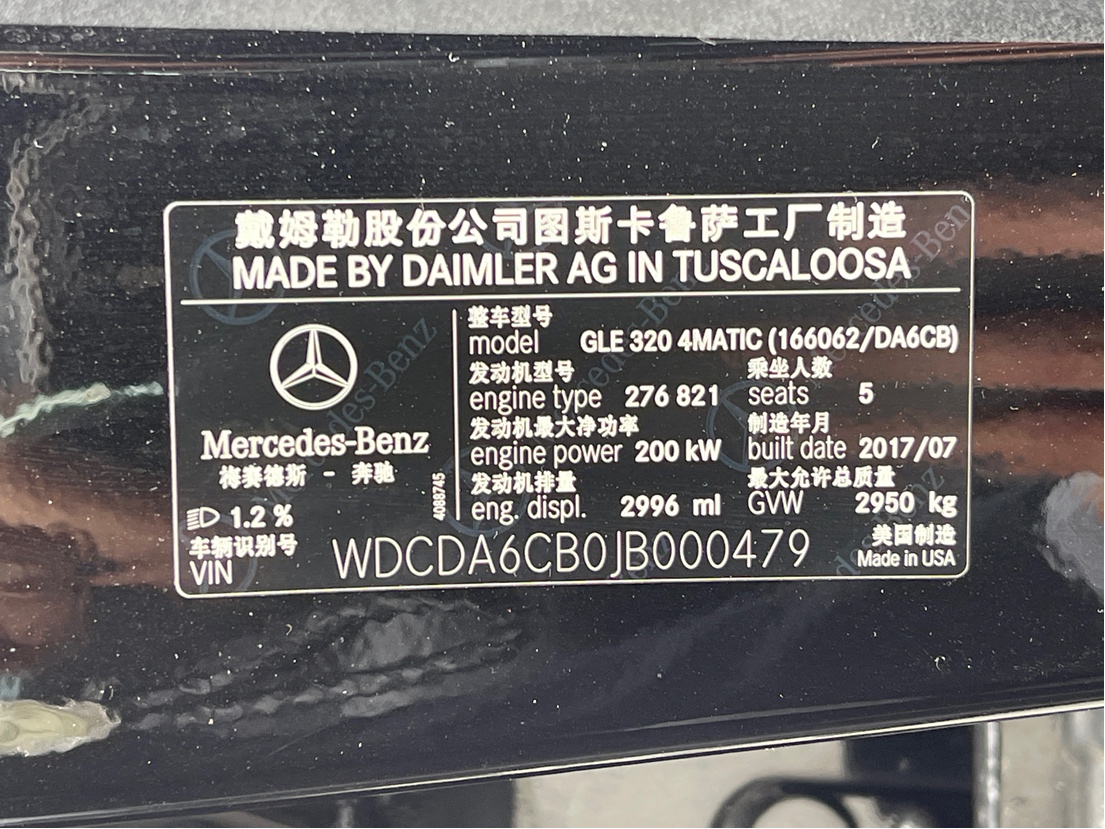 戴姆勒股份公司图斯卡鲁萨工厂制造
MADE BY DAIMLER AG IN TUSCALOOSA
整车型号
model GLE 320 4MATIC (166062/DA6CB)
发动机型号 乘坐人数
engine type 276 821 seats 5
发动机最大净功率 制造年月
engine power 200 kW built date 2017/07
发动机排量 最大允许总质量
eng. displ. 2996 ml GVW 2950 kg
Mercedes-Benz
梅赛德斯 - 奔驰
4088745
1.2 %
车辆识别号
VIN WDCDA6CB0JB000479
美国制造
Made in USA